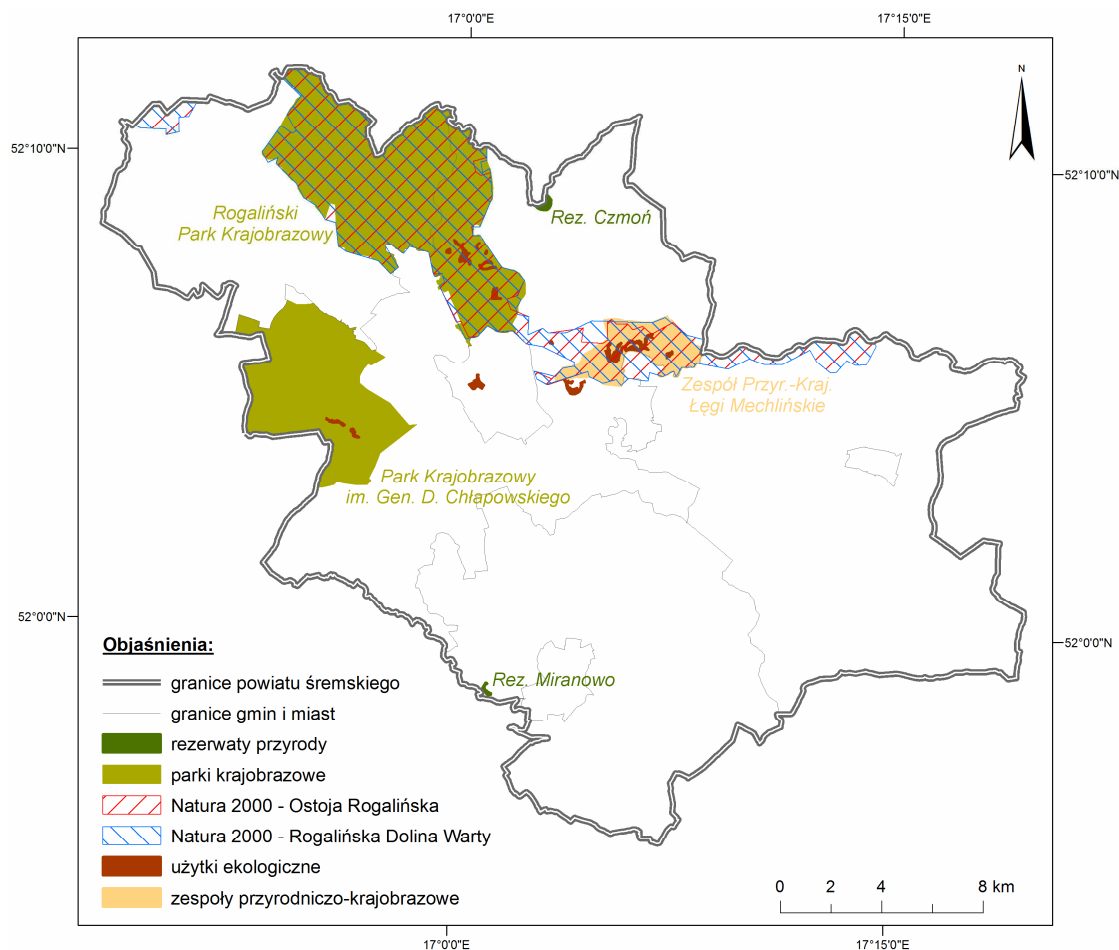 17°0'0"E
17°15'0"E
N
52°10'0"N
52°10'0"N
Rogaliński
Park Krajobrazowy
Rez. Czmoń
Zespół Przyr.-Kraj.
Łęgi Mechlińskie
Park Krajobrazowy
im. Gen. D. Chłapowskiego
52°0'0"N
52°0'0"N
Rez. Miranowo
Objaśnienia:
granice powiatu śremskiego
granice gmin i miast
rezerwaty przyrody
parki krajobrazowe
Natura 2000 - Ostoja Rogalińska
Natura 2000 - Rogalińska Dolina Warty
użytki ekologiczne
zespoły przyrodniczo-krajobrazowe
0 2 4 8 km
17°0'0"E
17°15'0"E